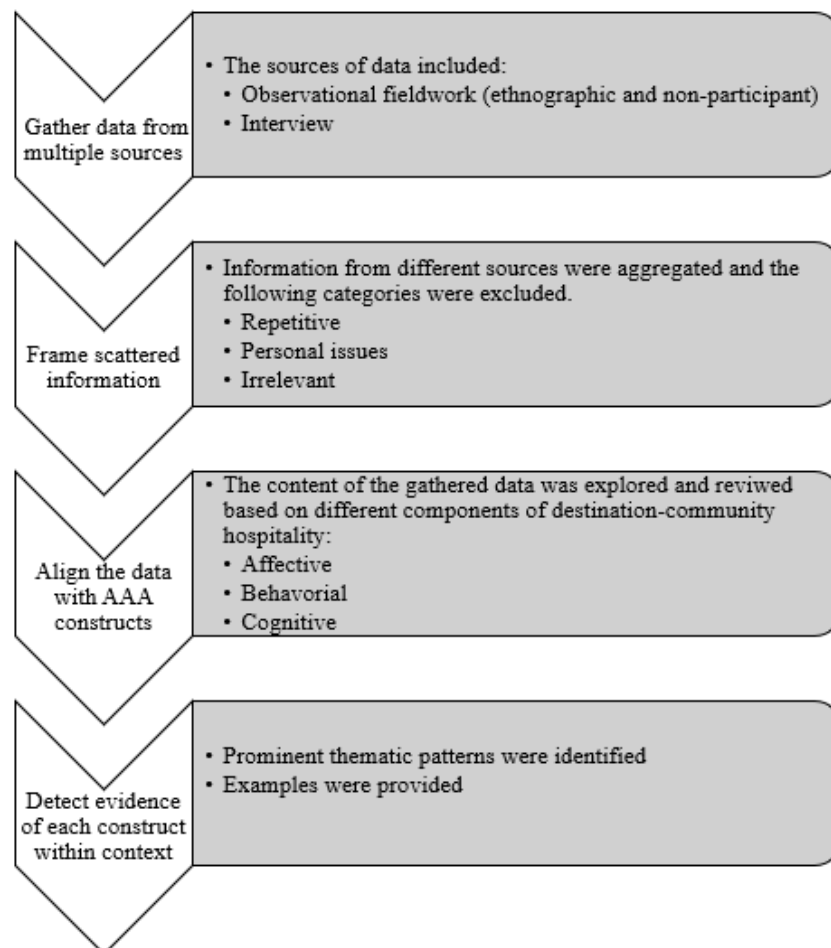 Gather data from
multiple sources
• The sources of data included:
• Observational fieldwork (ethnographic and non-participant)
• Interview
Frame scattered
information
• Information from different sources were aggregated and the
following categories were excluded.
• Repetitive
• Personal issues
• Irrelevant
Align the data
with AAA
constructs
• The content of the gathered data was explored and reviwed
based on different components of destination-community
hospitality:
• Affective
• Behavorial
• Cognitive
Detect evidence
of each construct
within context
• Prominent thematic patterns were identified
• Examples were provided